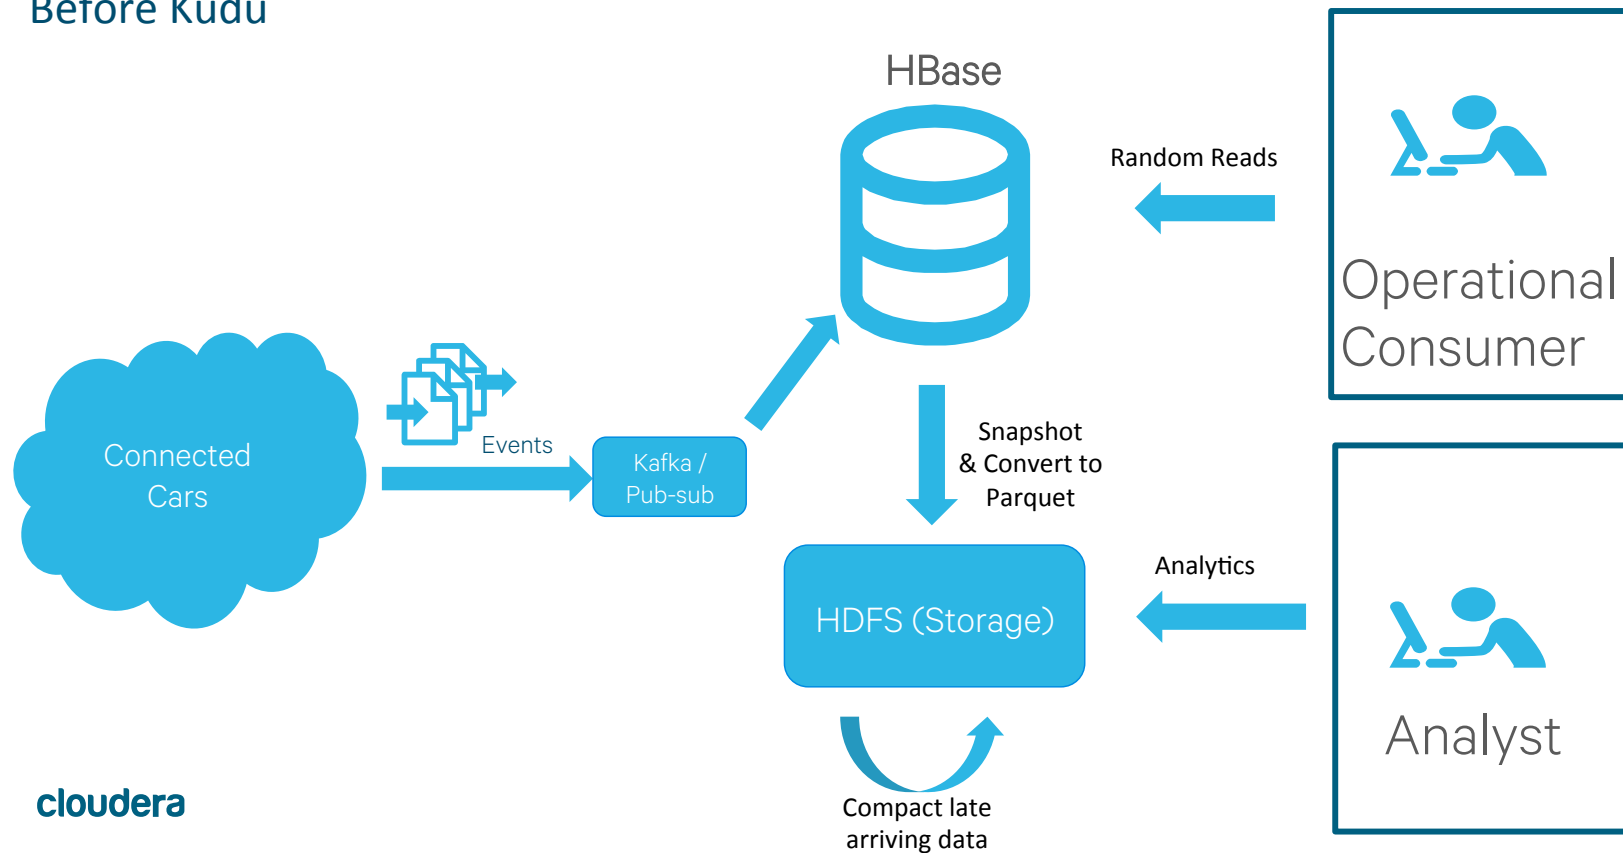 Before Kudu
HBase
Random Reads
Operational
Consumer
Connected
Cars
Events
Kafka /
Pub-sub
Snapshot
& Convert to
Parquet
Analytics
HDFS (Storage)
Analyst
Compact late
arriving data
cloudera